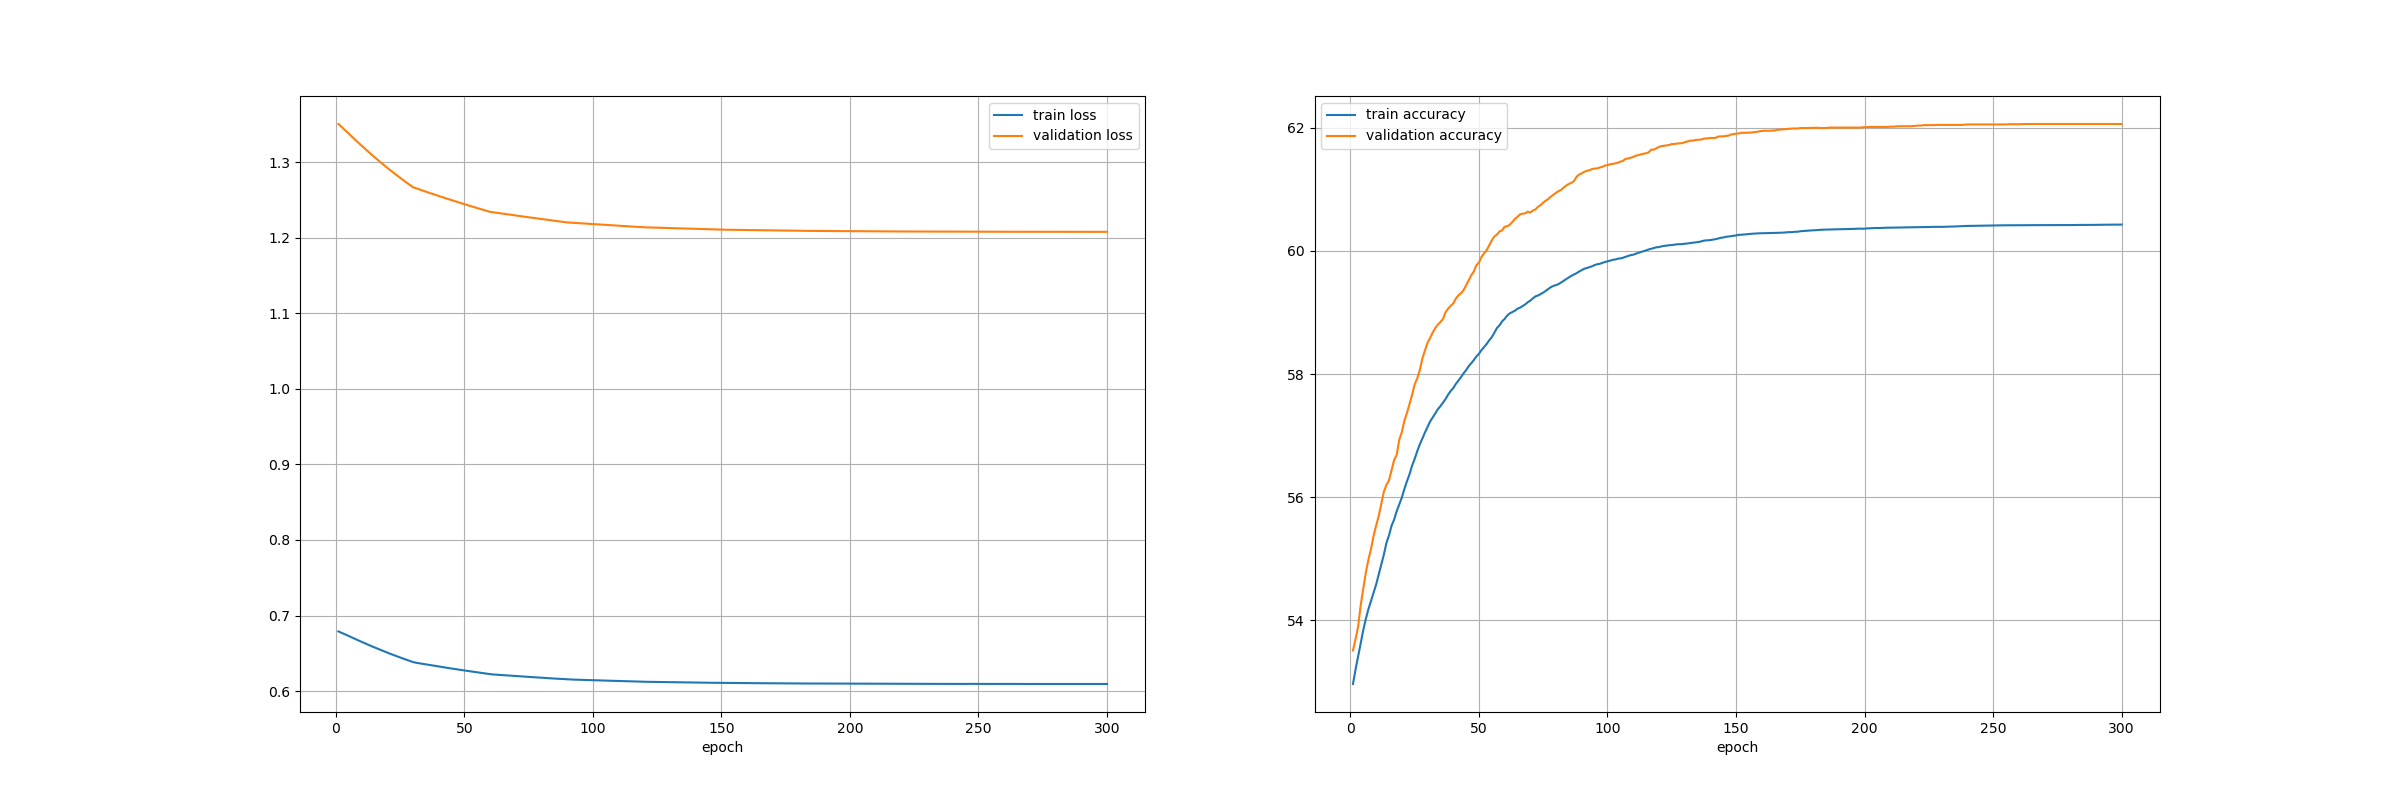 train loss
validation loss
1.3
1.2
1.1
1.0
0.9
0.8
0.7
0.6
0 50 100 150 200 250 300
epoch
train accuracy
validation accuracy
62
60
58
56
54
0 50 100 150 200 250 300
epoch